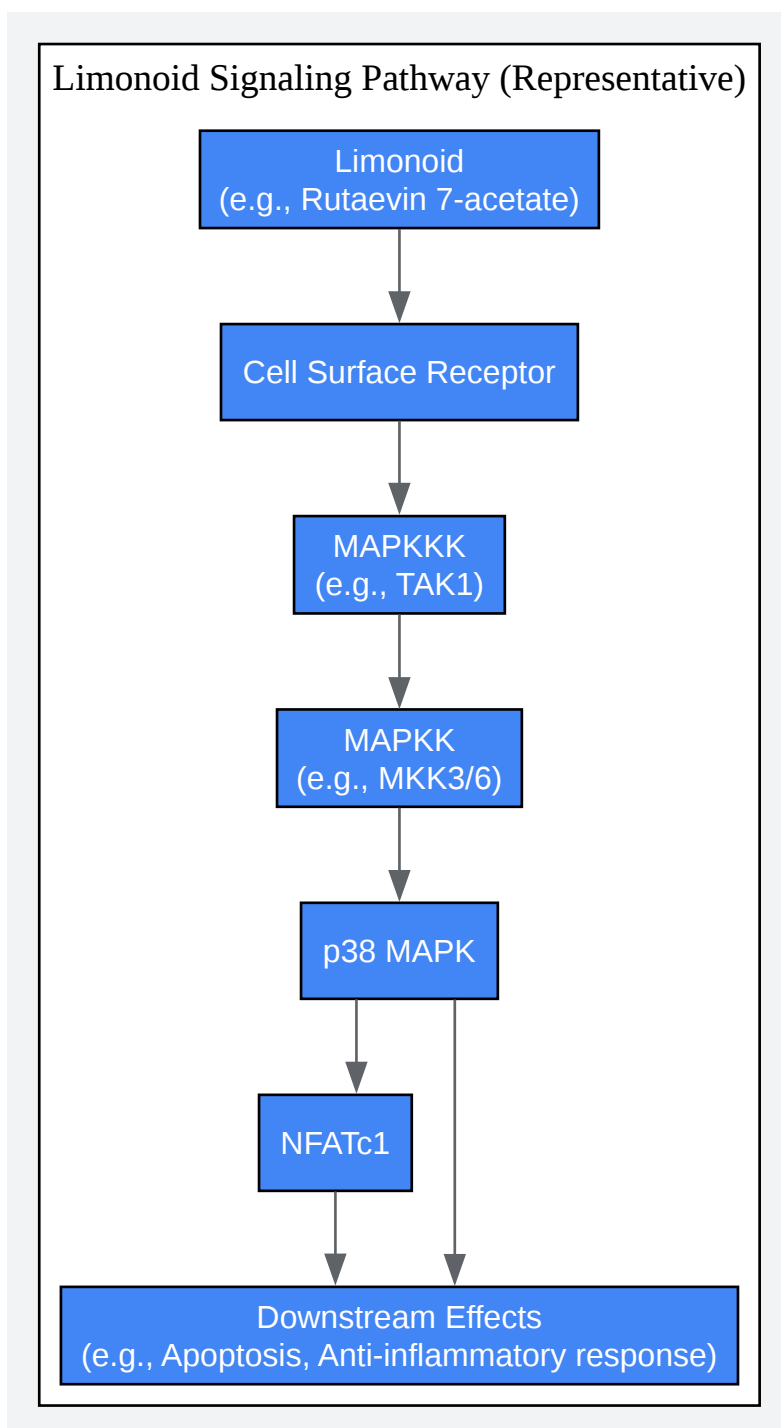 Limonoid Signaling Pathway (Representative)
Limonoid
(e.g., Rutaevin 7-acetate)
Cell Surface Receptor
MAPKKK
(e.g., TAK1)
MAPKK
(e.g., MKK3/6)
p38 MAPK
NFATc1
Downstream Effects
(e.g., Apoptosis, Anti-inflammatory response)